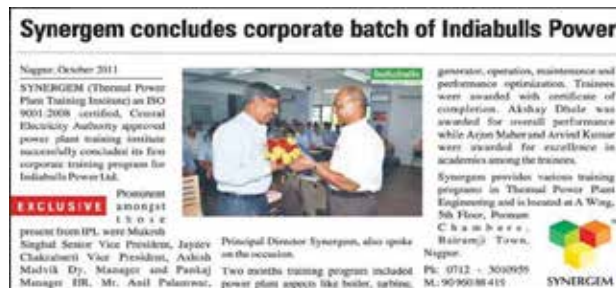 Synergem concludes corporate batch of Indiabulls Power
Nagpur, October 2011
SYNERGEM (Thermal Power
Plant Training Institute) an ISO
9001:2008 certified, Central
Electricity Authority approved
power plant training institute
successfully concluded its first
corporate training program for
Indiabulls Power Ltd.
EXCLUSIVE
Prominent
amongst
those
present from IPL were Mukesh
Singhal Senior Vice President, Jaydev
Chakrabarti Vice President, Ashish
Madvik Dy. Manager and Pankaj
Manager HR. Mr. Anil Palamwar,
Indiabulls
Principal Director Synergem, also spoke
on the occasion.
Two months training program included
power plant aspects like boiler, turbine,
generator, operation, maintenance and
performance optimization. Trainees
were awarded with certificate of
completion. Akshay Dhole was
awarded for overall performance
while Arjun Maher and Arvind Kumar
were awarded for excellence in
academics among the trainees.
Synergem provides various training
programs in Thermal Power Plant
Engineering and is located at A Wing,
5th Floor, Poonam
Chambers,
Bairamji Town,
Nagpur.
Ph: 0712 - 3010959
M.: 90 960 88 419
SYNERGEM